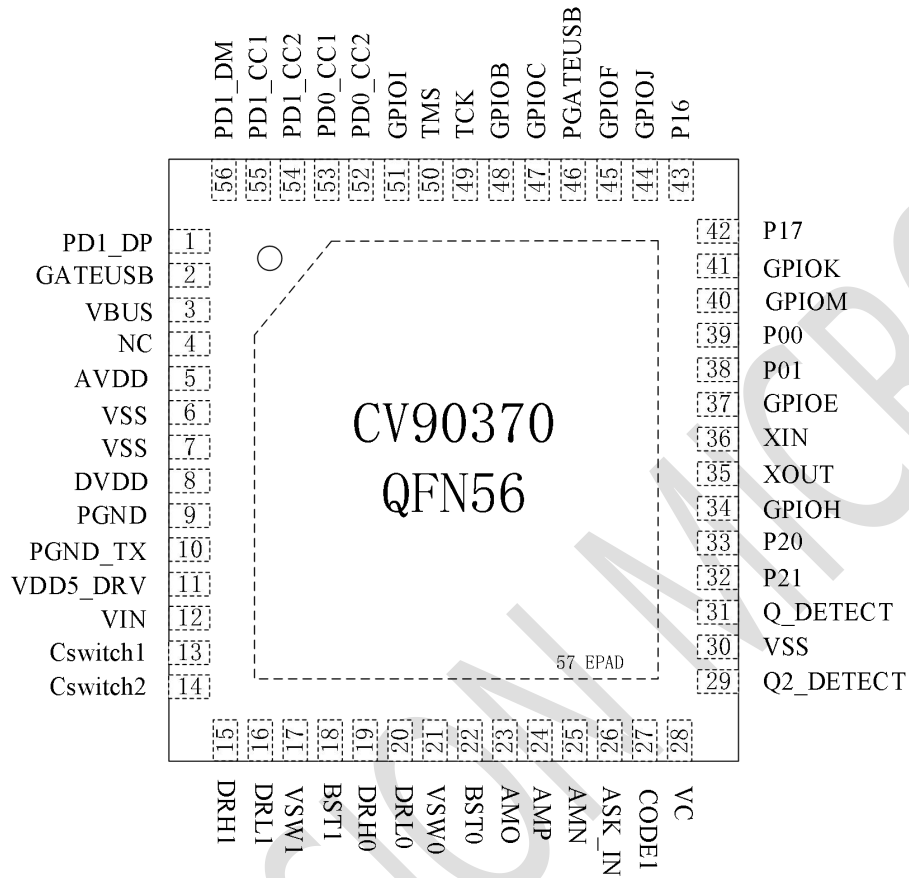 PD1_DM
PD1_CC1
PD1_CC2
PD0_CC1
PD0_CC2
GPIOI
TMS
TCK
GPIOB
GPIOC
PGATEUSB
GPIOF
GPIOJ
P16
56
55
54
53
52
51
50
49
48
47
46
45
44
43
PD1_DP 1
GATEUSB 2
VBUS 3
NC 4
AVDD 5
VSS 6
VSS 7
DVDD 8
PGND 9
PGND_TX 10
VDD5_DRV 11
VIN 12
Cswitch1 13
Cswitch2 14
CV90370
QFN56
57 EPAD
42 P17
41 GPIOK
40 GPIOM
39 P00
38 P01
37 GPIOE
36 XIN
35 XOUT
34 GPIOH
33 P20
32 P21
31 Q_DETECT
30 VSS
29 Q2_DETECT
15
16
17
18
19
20
21
22
23
24
25
26
27
28
DRH1
DRL1
VSW1
BST1
DRH0
DRL0
VSW0
BST0
AMO
AMP
AMN
ASK_IN
CODE1
VC